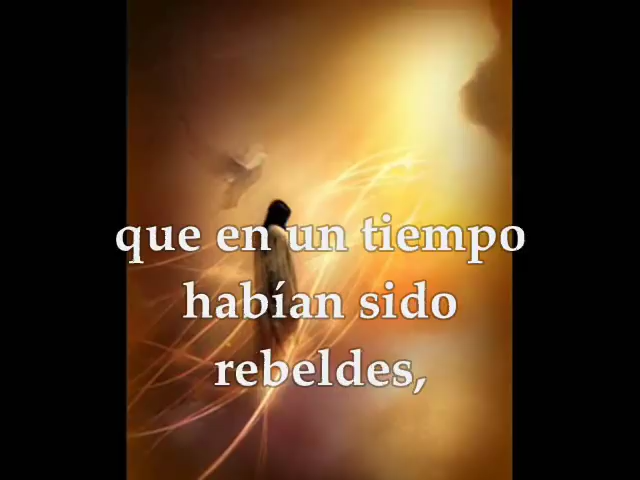 que en un tiempo
habían sido
rebeldes,